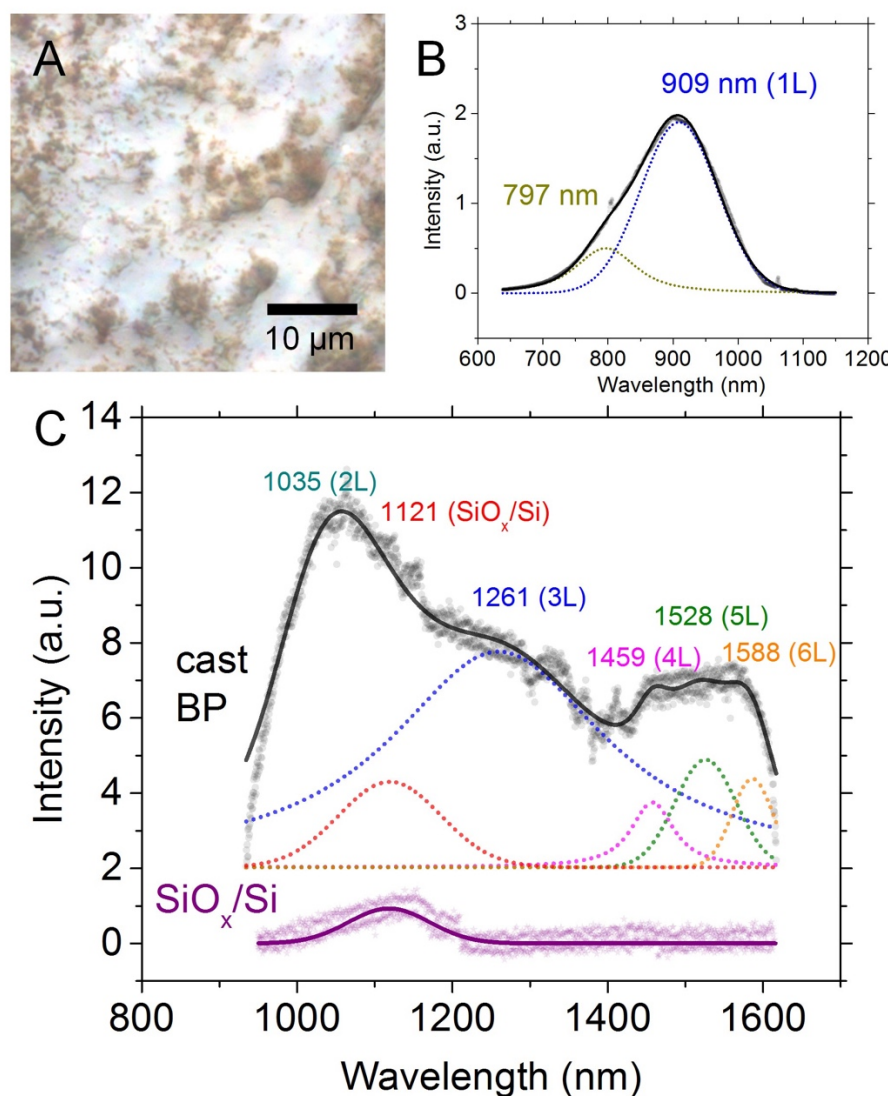 A
10 µm
B
3
2
1
0
Intensity (a.u.)
909 nm (1L)
797 nm
600 700 800 900 1000 1100 1200
Wavelength (nm)
C
14
12
10
8
6
4
2
0
Intensity (a.u.)
1035 (2L)
1121 (SiOₓ/Si)
1261 (3L)
1528 (5L)
1459 (4L)
1588 (6L)
cast
BP
SiOₓ/Si
800 1000 1200 1400 1600
Wavelength (nm)